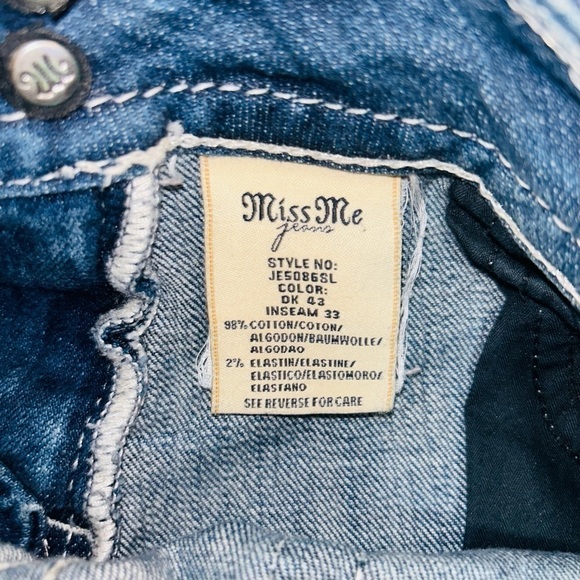 Miss Me
jeans
STYLE NO:
JE5086SL
COLOR:
DK 43
INSEAM 33
98% COTTON/COTON/
ALGODON/BAUMWOLLE/
ALGODAO
2% ELASTIN/ELASTINE/
ELASTICO/ELASTOMORO/
ELASTANO
SEE REVERSE FOR CARE